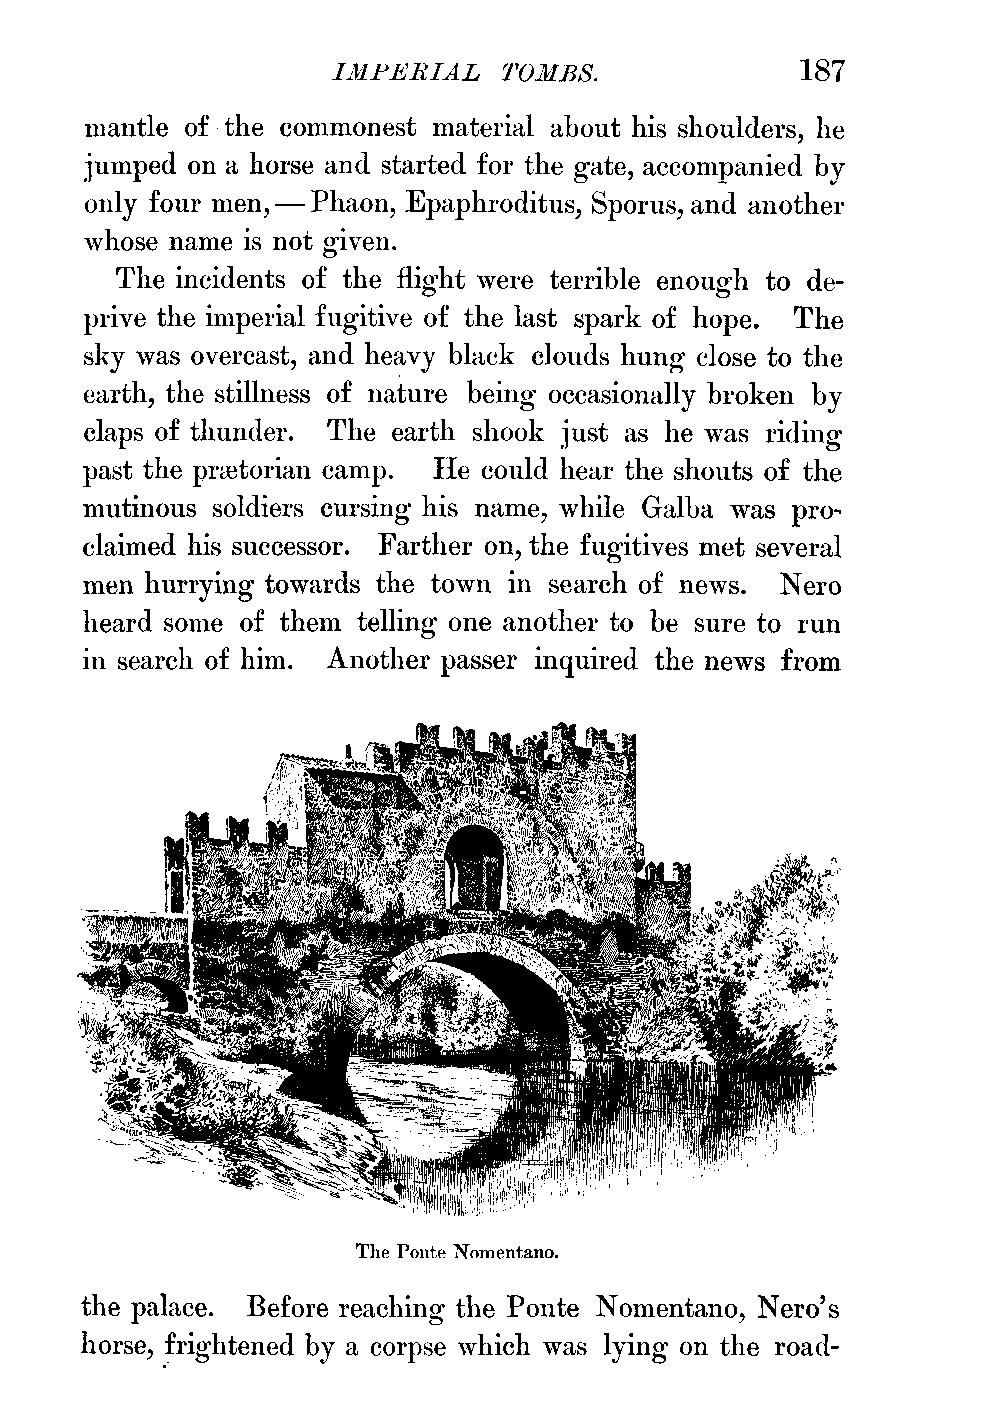 IMPERIAL TOMBS. 187
mantle of the commonest material about his shoulders, he
jumped on a horse and started for the gate, accompanied by
only four men,—Phaon, Epaphroditus, Sporus, and another
whose name is not given.
The incidents of the flight were terrible enough to de-
prive the imperial fugitive of the last spark of hope. The
sky was overcast, and heavy black clouds hung close to the
earth, the stillness of nature being occasionally broken by
claps of thunder. The earth shook just as he was riding
past the prætorian camp. He could hear the shouts of the
mutinous soldiers cursing his name, while Galba was pro-
claimed his successor. Farther on, the fugitives met several
men hurrying towards the town in search of news. Nero
heard some of them telling one another to be sure to run
in search of him. Another passer inquired the news from
The Ponte Nomentano.
the palace. Before reaching the Ponte Nomentano, Nero's
horse, frightened by a corpse which was lying on the road-